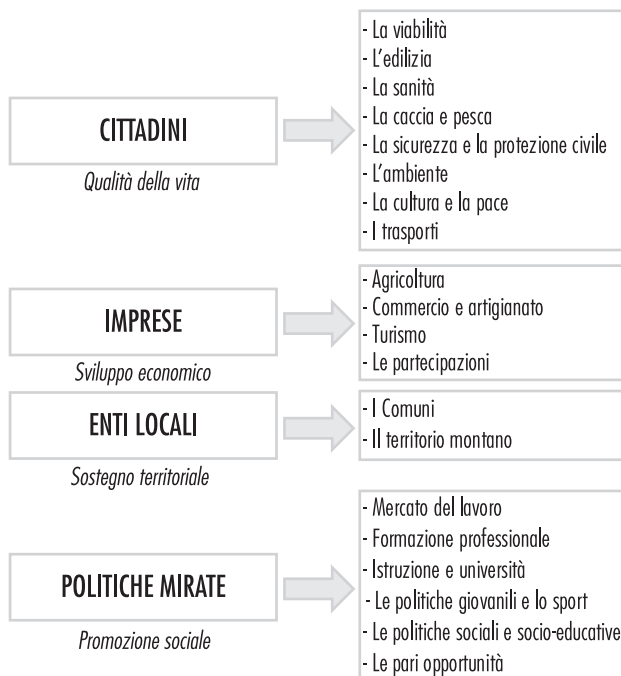 CITTADINI
Qualità della vita
- La viabilità
- L'edilizia
- La sanità
- La caccia e pesca
- La sicurezza e la protezione civile
- L'ambiente
- La cultura e la pace
- I trasporti
IMPRESE
Sviluppo economico
- Agricoltura
- Commercio e artigianato
- Turismo
- Le partecipazioni
ENTI LOCALI
Sostegno territoriale
- I Comuni
- Il territorio montano
POLITICHE MIRATE
Promozione sociale
- Mercato del lavoro
- Formazione professionale
- Istruzione e università
- Le politiche giovanili e lo sport
- Le politiche sociali e socio-educative
- Le pari opportunità